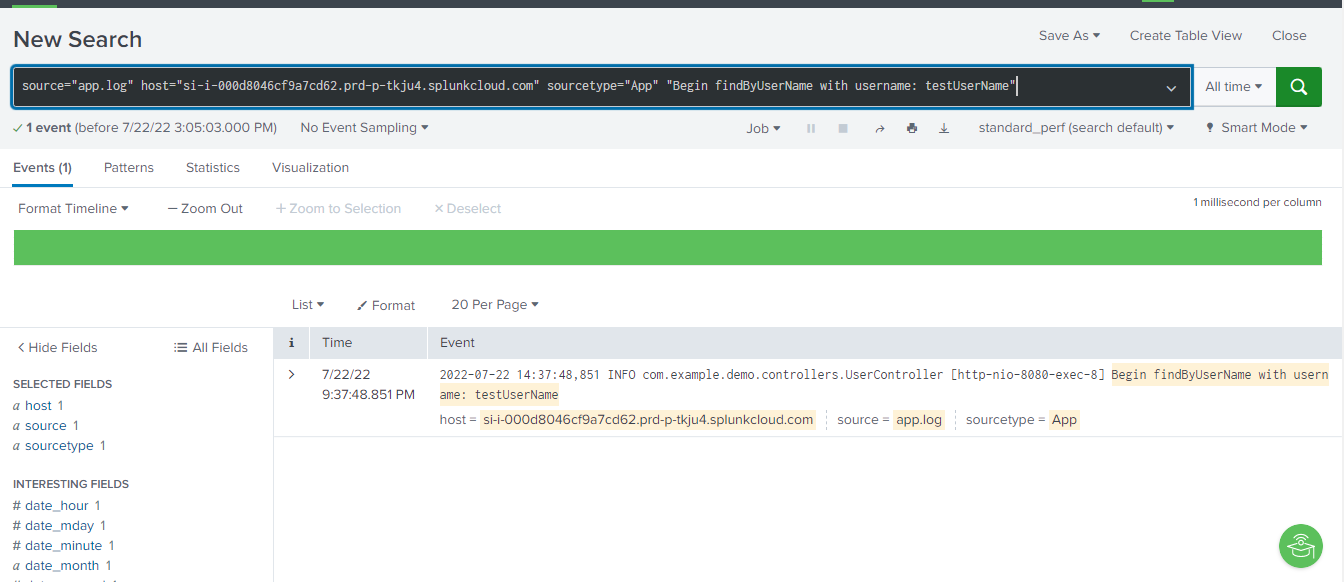 New Search
Save As
Create Table View
Close
source="app.log" host="si-i-000d8046cf9a7cd62.prd-p-tkju4.splunkcloud.com" sourcetype="App" "Begin findByUserName with username: testUserName"
All time
1 event (before 7/22/22 3:05:03.000 PM)
No Event Sampling
Job
standard_perf (search default)
Smart Mode
Events (1)
Patterns
Statistics
Visualization
Format Timeline
— Zoom Out
+ Zoom to Selection
× Deselect
1 millisecond per column
List
Format
20 Per Page
< Hide Fields
All Fields
i
Time
Event
SELECTED FIELDS
a host 1
a source 1
a sourcetype 1
INTERESTING FIELDS
# date_hour 1
# date_mday 1
# date_minute 1
a date_month 1
7/22/22
9:37:48.851 PM
2022-07-22 14:37:48,851 INFO com.example.demo.controllers.UserController [http-nio-8080-exec-8] Begin findByUserName with usern
ame: testUserName
host = si-i-000d8046cf9a7cd62.prd-p-tkju4.splunkcloud.com
source = app.log
sourcetype = App